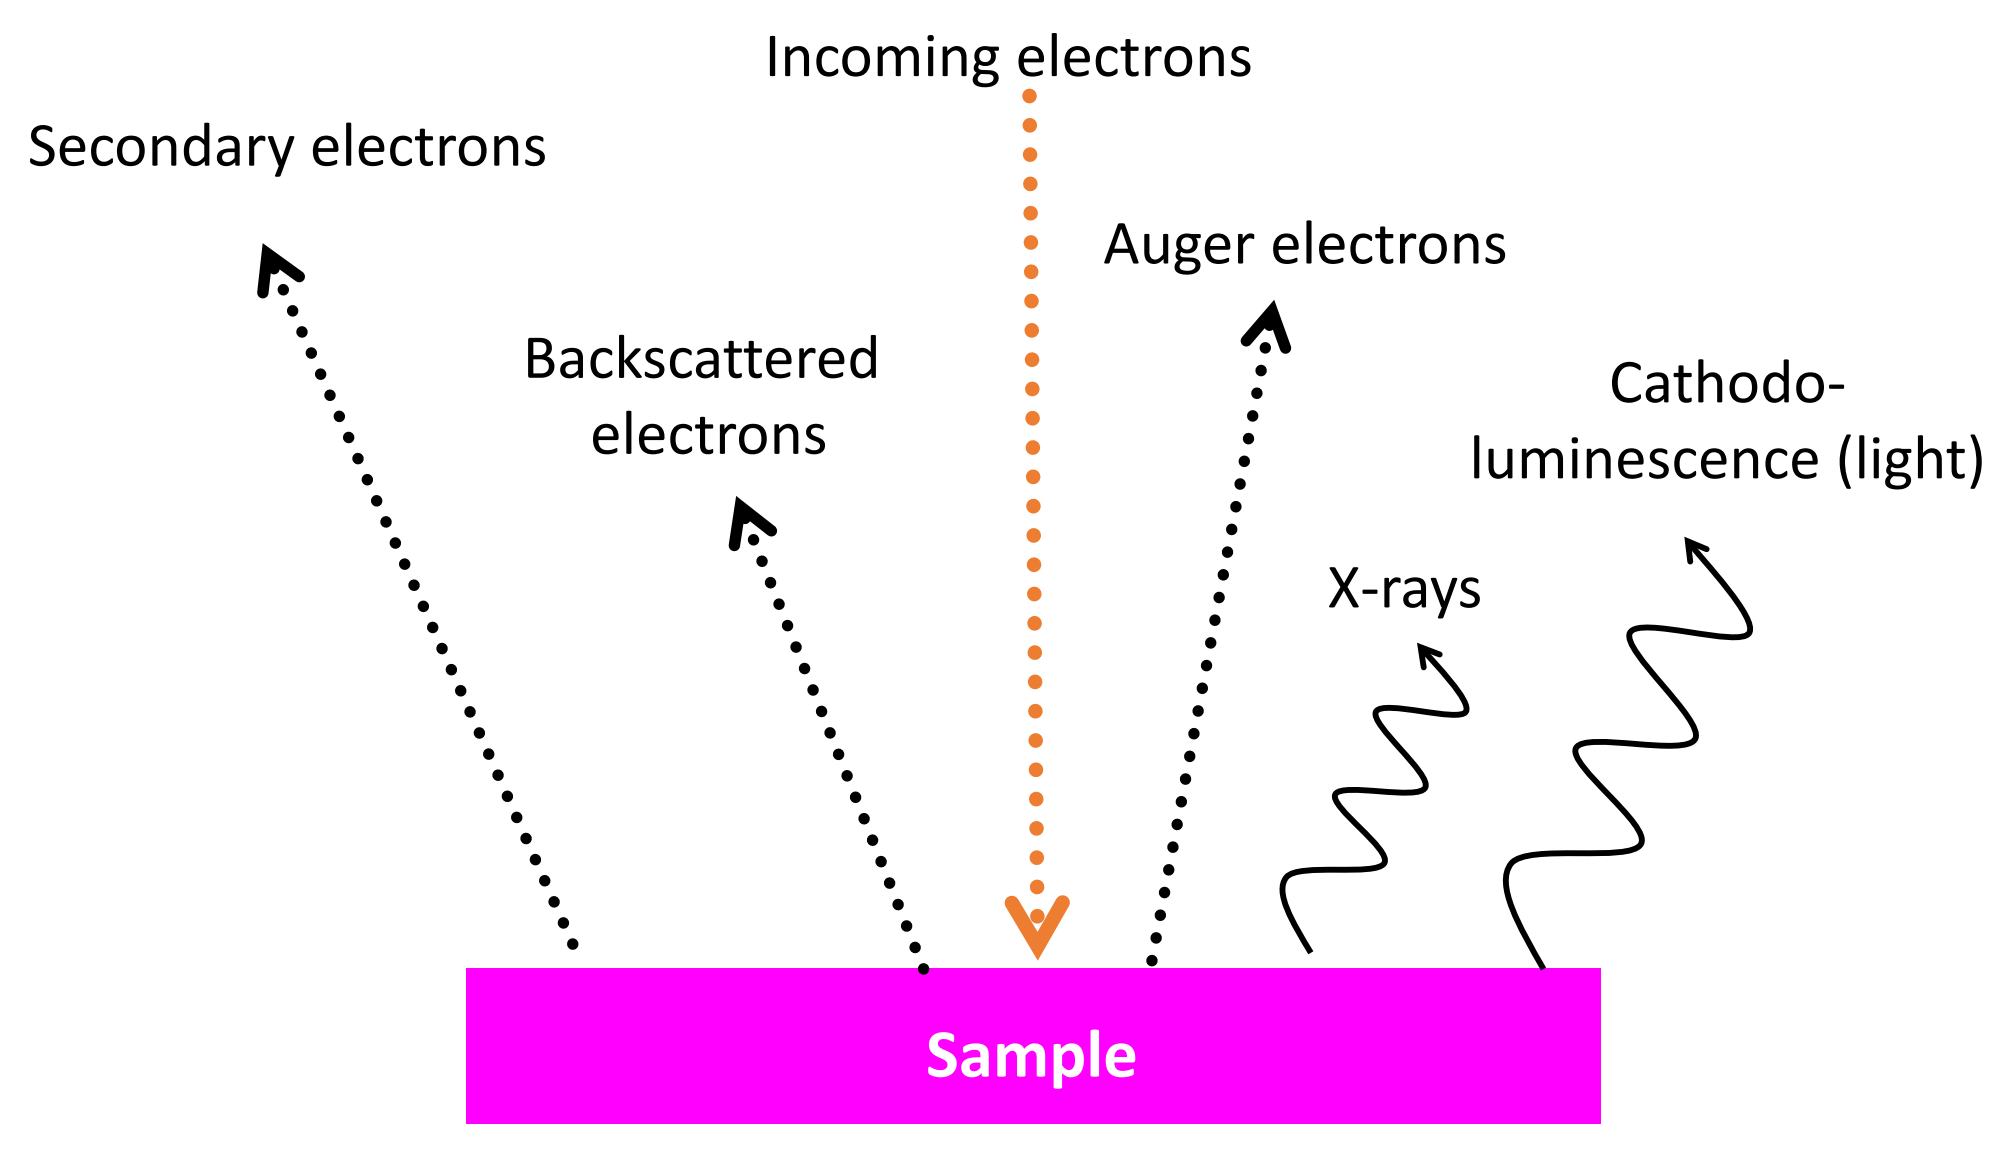 Incoming electrons
Secondary electrons
Auger electrons
Backscattered
electrons
Cathodo-
luminescence (light)
X-rays
Sample